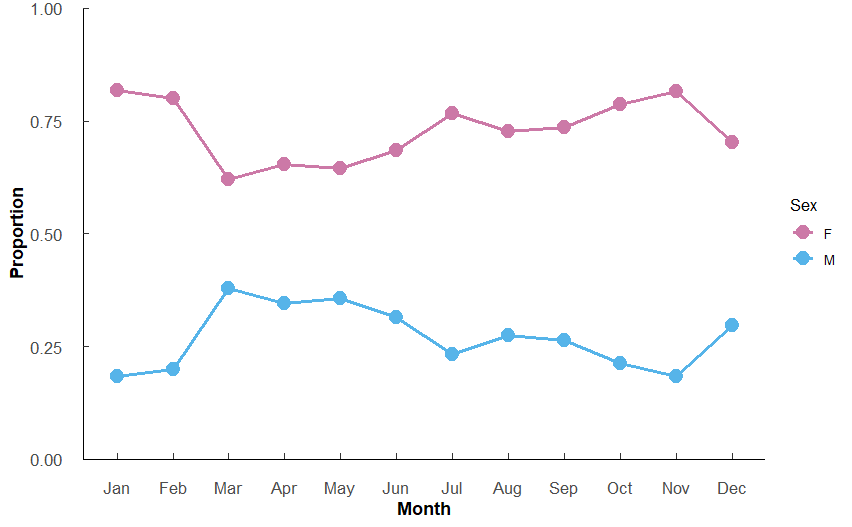 1.00
0.75
0.50
0.25
0.00
Proportion
Jan Feb Mar Apr May Jun Jul Aug Sep Oct Nov Dec
Month
Sex
F
M